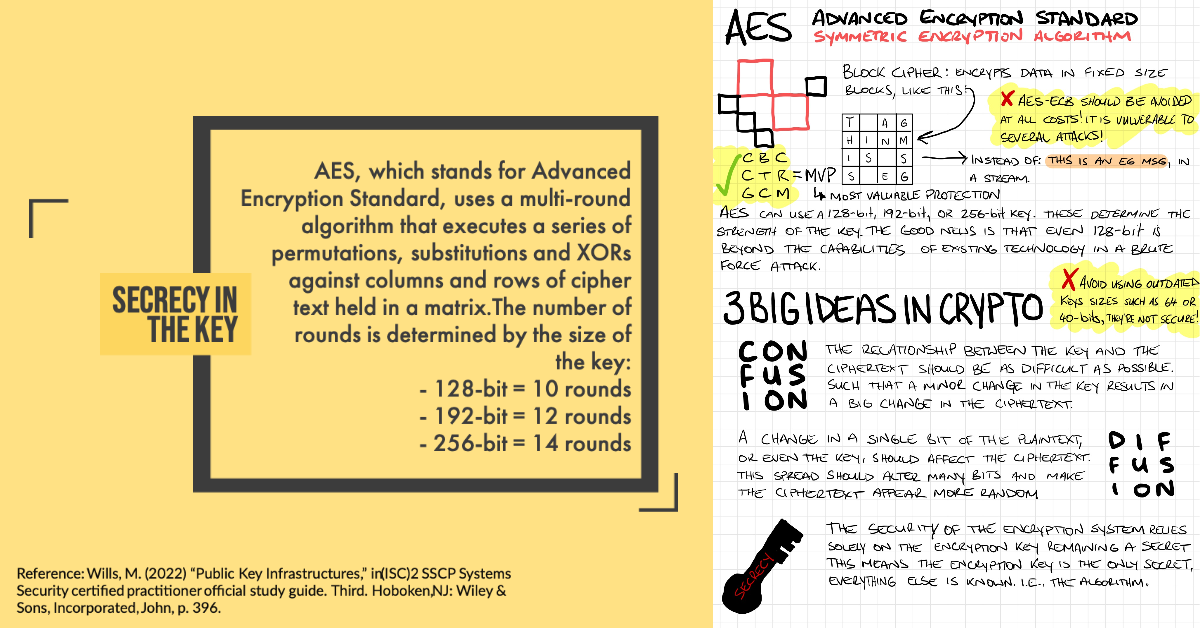 SECRECY IN
THE KEY
AES, which stands for Advanced
Encryption Standard, uses a multi-round
algorithm that executes a series of
permutations, substitutions and XORs
against columns and rows of cipher
text held in a matrix.The number of
rounds is determined by the size of
the key:
- 128-bit = 10 rounds
- 192-bit = 12 rounds
- 256-bit = 14 rounds
Reference: Wills, M. (2022) “Public Key Infrastructures,” in(ISC)2 SSCP Systems
Security certified practitioner official study guide. Third. Hoboken,NJ: Wiley &
Sons, Incorporated, John, p. 396.
AES ADVANCED ENCRYPTION STANDARD
SYMMETRIC ENCRYPTION ALGORITHM
BLOCK CIPHER: ENCRYPTS DATA IN FIXED SIZE
BLOCKS, LIKE THIS:
X AES-ECB SHOULD BE AVOIDED
AT ALL COSTS! IT IS VULNERABLE TO
SEVERAL ATTACKS!
T A G
H I N M
I S S
S E G
INSTEAD OF: THIS IS AN EG MSG, IN
A STREAM.
✓ CBC
CTR = MVP
GCM
↳ MOST VALUABLE PROTECTION
AES CAN USE A 128-bit, 192-bit, OR 256-bit KEY. THESE DETERMINE THE
STRENGTH OF THE KEY. THE GOOD NEWS IS THAT EVEN 128-bit IS
BEYOND THE CAPABILITIES OF EXISTING TECHNOLOGY IN A BRUTE
FORCE ATTACK.
X AVOID USING OUTDATED
KEYS SIZES SUCH AS 64 OR
40-bits, THEY'RE NOT SECURE!
3 BIG IDEAS IN CRYPTO
CON
FUS
ION
THE RELATIONSHIP BETWEEN THE KEY AND THE
CIPHERTEXT SHOULD BE AS DIFFICULT AS POSSIBLE.
SUCH THAT A MINOR CHANGE IN THE KEY RESULTS IN
A BIG CHANGE IN THE CIPHERTEXT.
A CHANGE IN A SINGLE BIT OF THE PLAINTEXT,
OR EVEN THE KEY, SHOULD AFFECT THE CIPHERTEXT.
THIS SPREAD SHOULD ALTER MANY BITS AND MAKE
THE CIPHERTEXT APPEAR MORE RANDOM
DIF
FUS
ION
SECRECY
THE SECURITY OF THE ENCRYPTION SYSTEM RELIES
SOLELY ON THE ENCRYPTION KEY REMAINING A SECRET
THIS MEANS THE ENCRYPTION KEY IS THE ONLY SECRET,
EVERYTHING ELSE IS KNOWN. I.E., THE ALGORITHM.